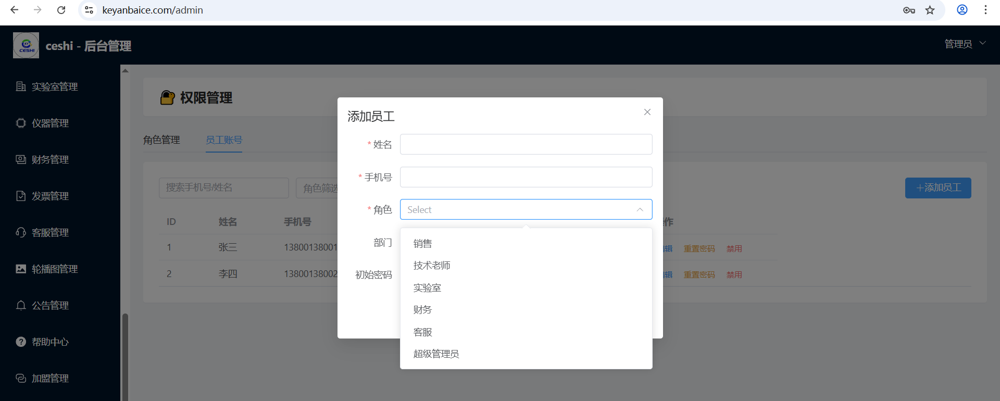 keyanbaice.com/admin
CESHI
ceshi - 后台管理
管理员
实验室管理
仪器管理
财务管理
发票管理
客服管理
轮播图管理
公告管理
帮助中心
加盟管理
权限管理
角色管理
员工账号
搜索手机号/姓名
角色筛选
+添加员工
ID 姓名 手机号 作
1 张三 13800138001 辑 重置密码 禁用
2 李四 13800138002 辑 重置密码 禁用
添加员工
* 姓名
* 手机号
* 角色 Select
部门
初始密码
销售
技术老师
实验室
财务
客服
超级管理员